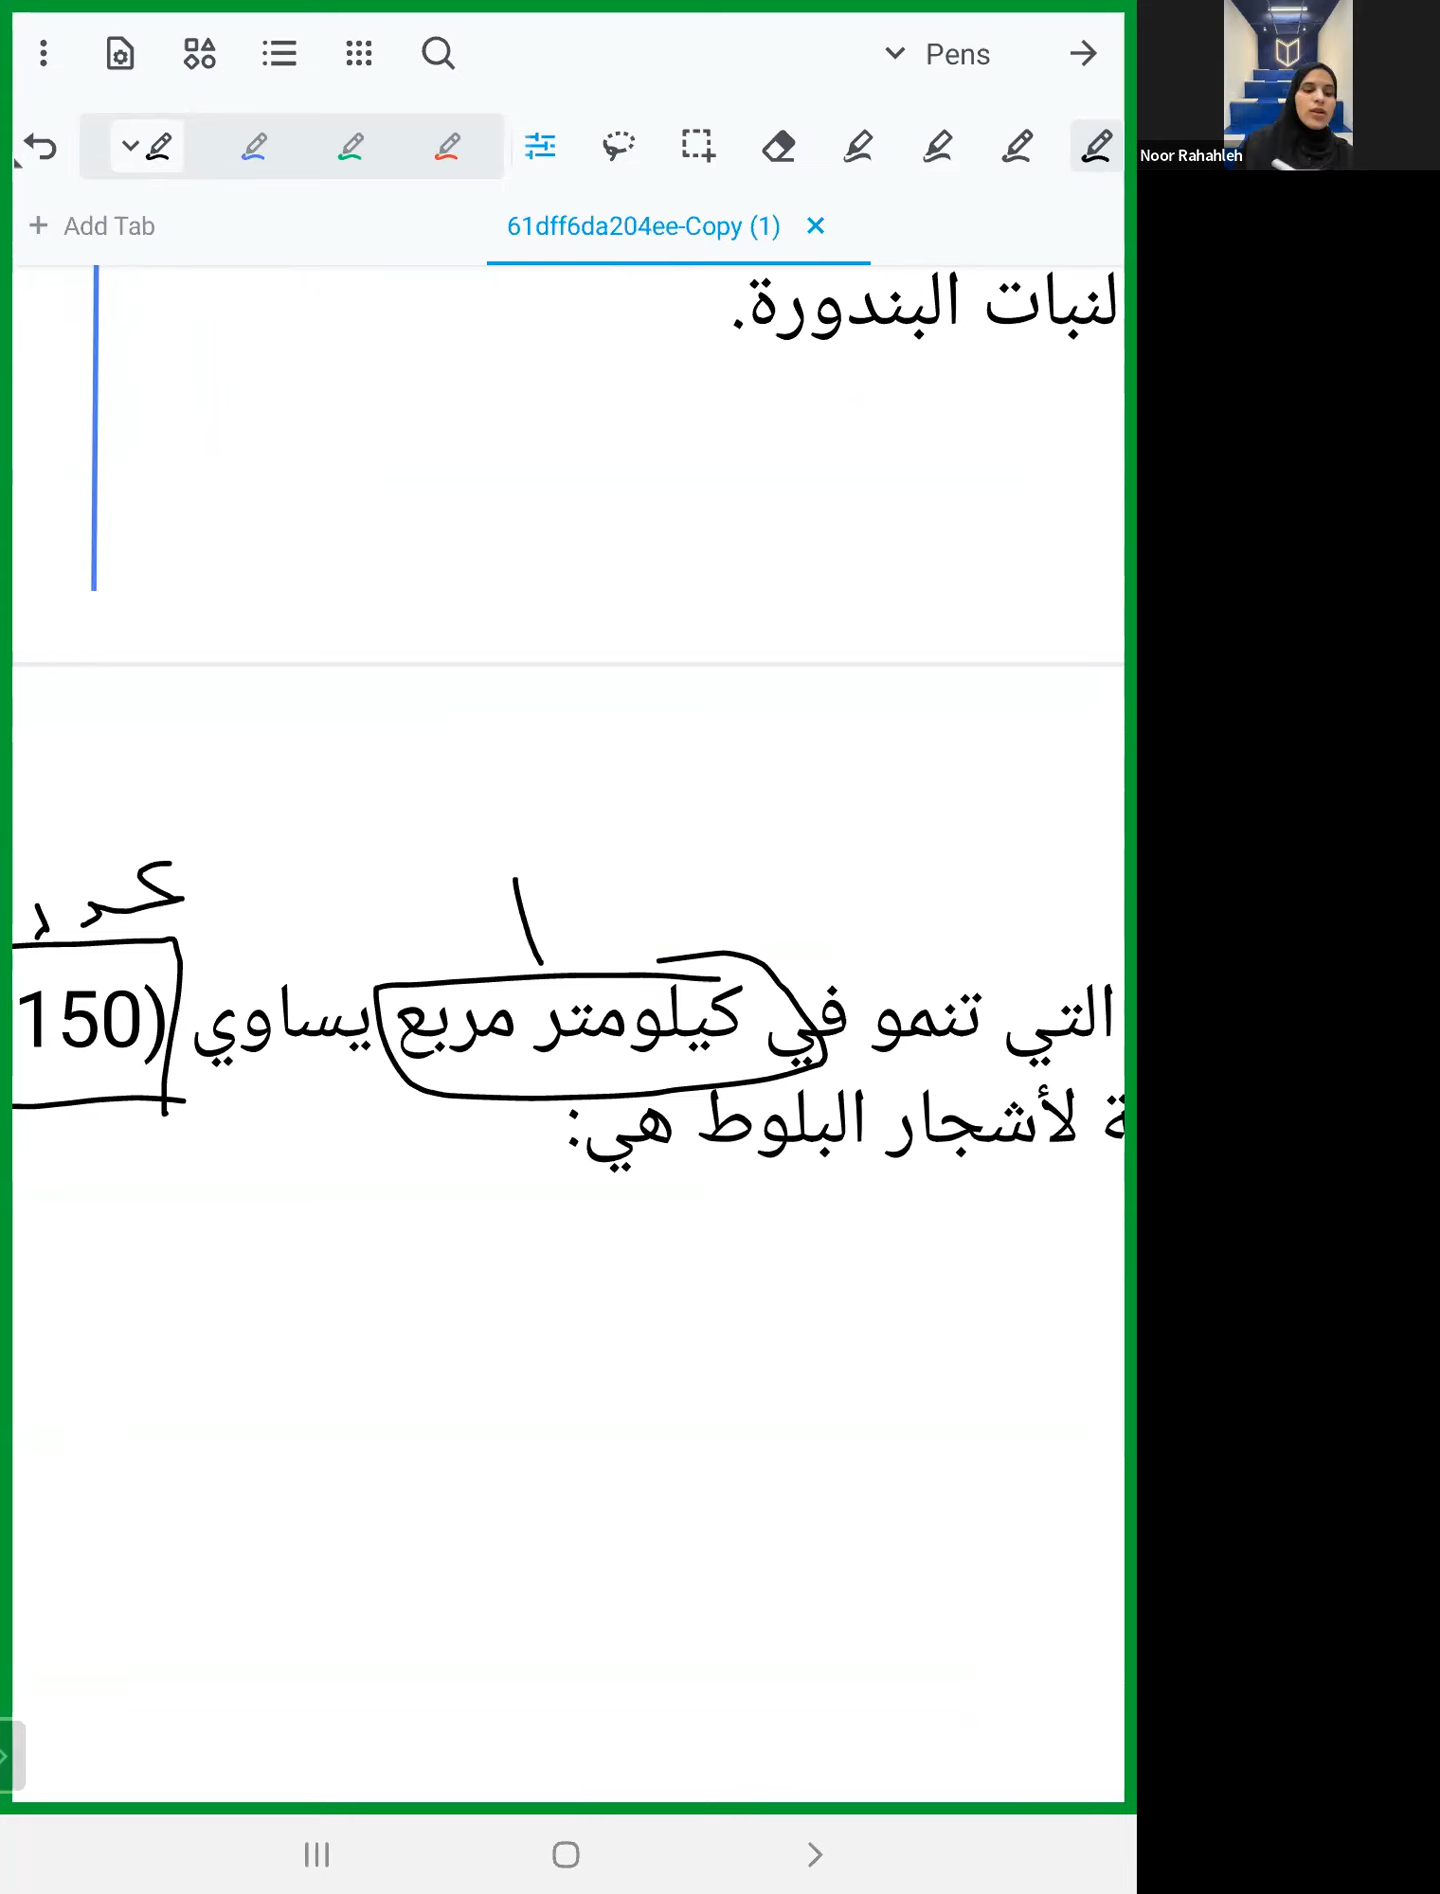 Pens
Noor Rahahleh
+ Add Tab
61dff6da204ee-Copy (1)
لنبات البندورة.
التي تنمو في كيلومتر مربع يساوي (150
ة لأشجار البلوط هي: